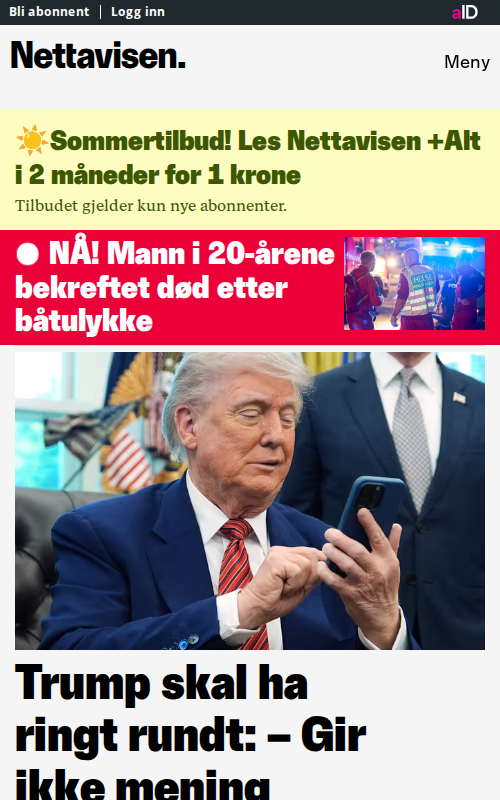 Bli abonnent | Logg inn
aID
Nettavisen.
Meny
☀️Sommertilbud! Les Nettavisen +Alt
i 2 måneder for 1 krone
Tilbudet gjelder kun nye abonnenter.
NÅ! Mann i 20-årene
bekreftet død etter
båtulykke
HELSE
Trump skal ha
ringt rundt: – Gir
ikke mening